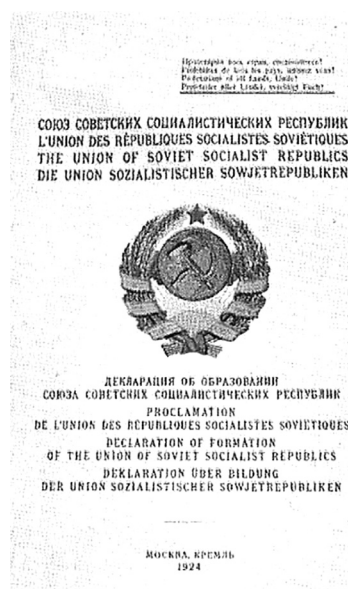 Пролетарии всех стран, соединяйтесь!
Prolétaires de tous les pays, unissez vous!
of all lands, Unite!
Proletarier aller Länder, vereinigt Euch!
СОЮЗ СОВЕТСКИХ СОЦИАЛИСТИЧЕСКИХ РЕСПУБЛИК
L'UNION DES RÉPUBLIQUES SOCIALISTES SOVIÉTIQUES
THE UNION OF SOVIET SOCIALIST REPUBLICS
DIE UNION SOZIALISTISCHER SOWJETREPUBLIKEN
ДЕКЛАРАЦИЯ ОБ ОБРАЗОВАНИИ
СОЮЗА СОВЕТСКИХ СОЦИАЛИСТИЧЕСКИХ РЕСПУБЛИК
PROCLAMATION
DE L'UNION DES RÉPUBLIQUES SOCIALISTES SOVIÉTIQUES
DECLARATION OF FORMATION
OF THE UNION OF SOVIET SOCIALIST REPUBLICS
DEKLARATION ÜBER BILDUNG
DER UNION SOZIALISTISCHER SOWJETREPUBLIKEN
МОСКВА, КРЕМЛЬ
1924